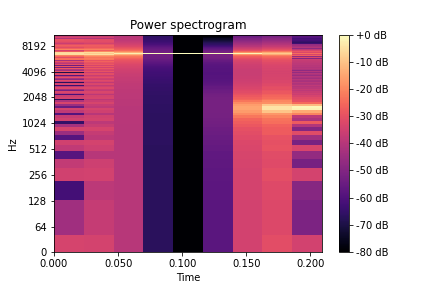 Power spectrogram
8192
4096
2048
1024
512
256
128
64
0
Hz
0.000 0.050 0.100 0.150 0.200
Time
+0 dB
-10 dB
-20 dB
-30 dB
-40 dB
-50 dB
-60 dB
-70 dB
-80 dB